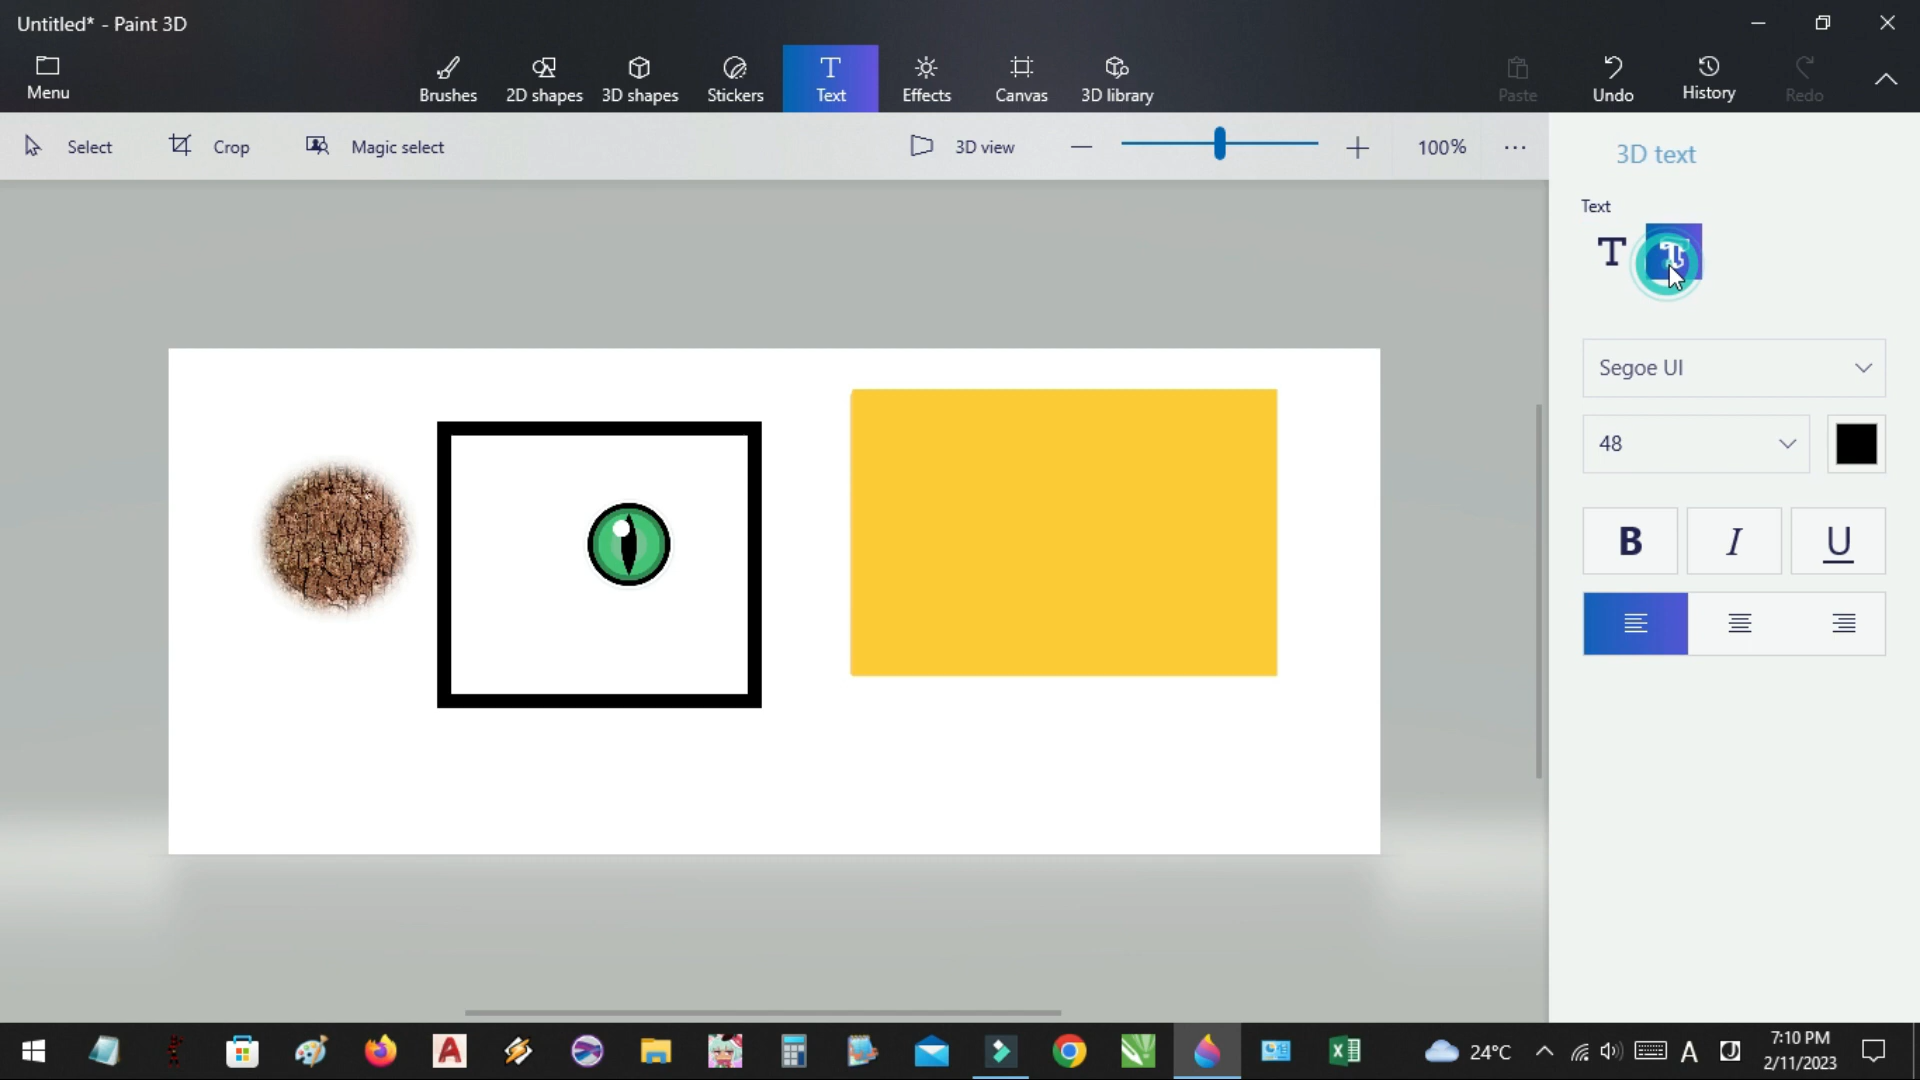 Untitled* - Paint 3D
Menu
Brushes
2D shapes
3D shapes
Stickers
Text
Effects
Canvas
3D library
Paste
Undo
History
Redo
Select
Crop
Magic select
3D view
100%
3D text
Text
T
Segoe UI
48
B
I
U
24°C
A
7:10 PM
2/11/2023